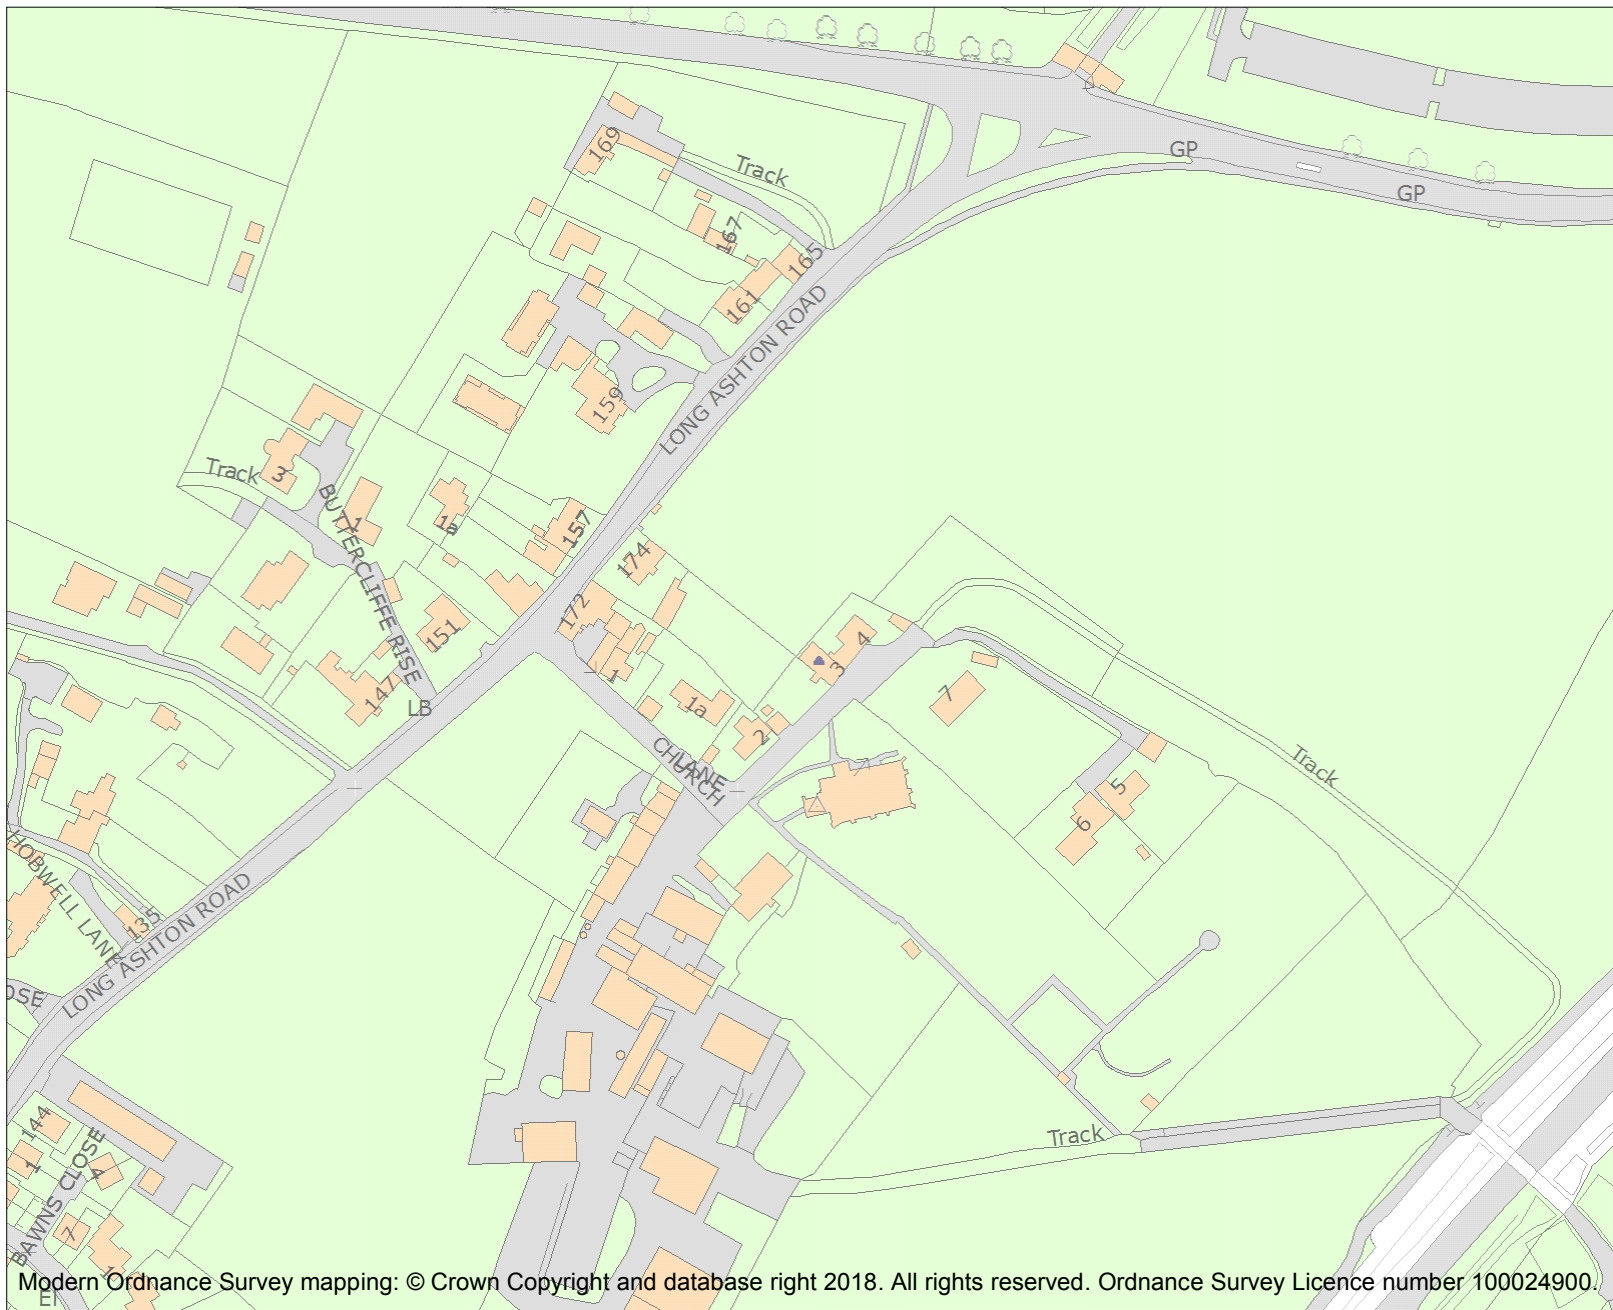 GP
GP
169
Track
167
165
161
LONG ASHTON ROAD
159
Track
3
BUTTERCLIFFE RISE
1
1a
157
174
172
151
147
LB
1
1a
2
3
4
7
CHURCH
LANE
Track
5
6
HOBWELL LANE
135
LONG ASHTON ROAD
OSE
144
1
4
BAWNS CLOSE
7
Track
El
Modern Ordnance Survey mapping: © Crown Copyright and database right 2018. All rights reserved. Ordnance Survey Licence number 100024900.